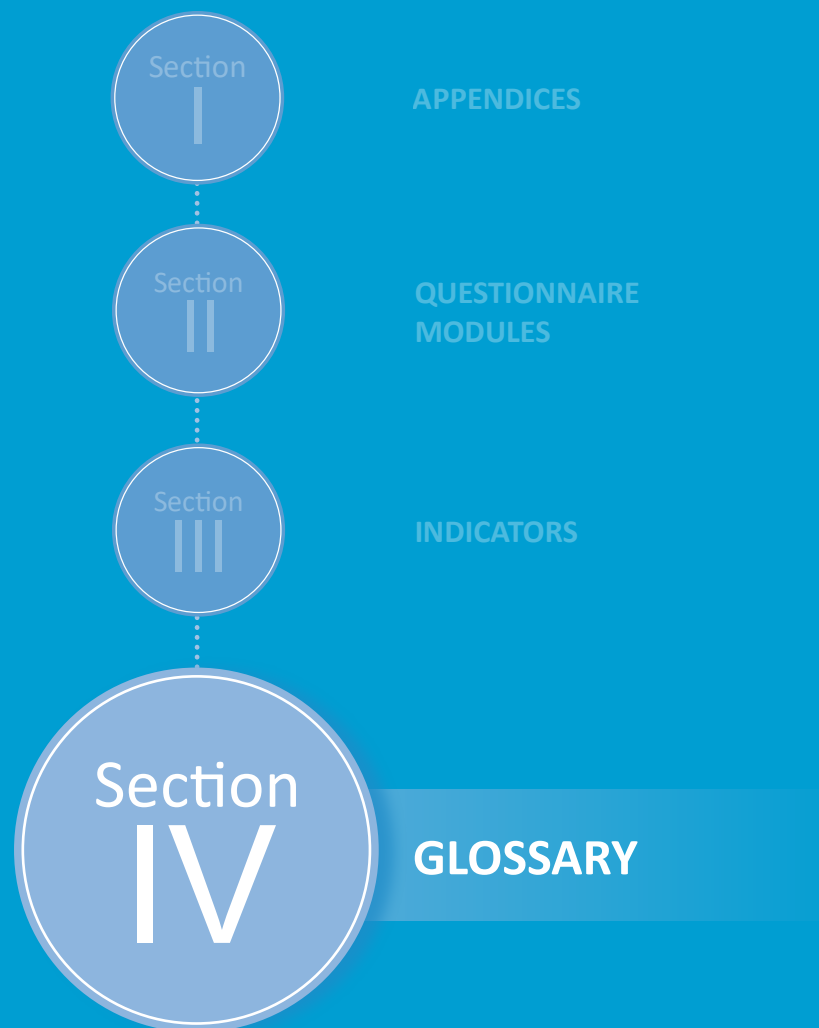 Section
I
APPENDICES
Section
II
QUESTIONNAIRE
MODULES
Section
III
INDICATORS
Section
IV
GLOSSARY